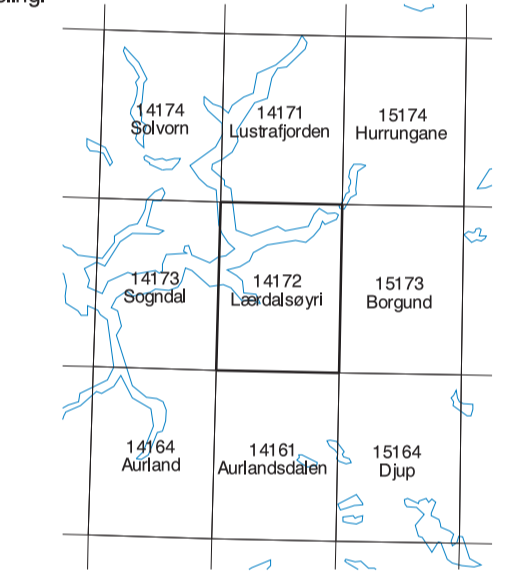 14174
Solvorn
14171
Lustrafjorden
15174
Hurrungane
14173
Sogndal
14172
Lærdalsøyri
15173
Borgund
14164
Aurland
14161
Aurlandsdalen
15164
Djup